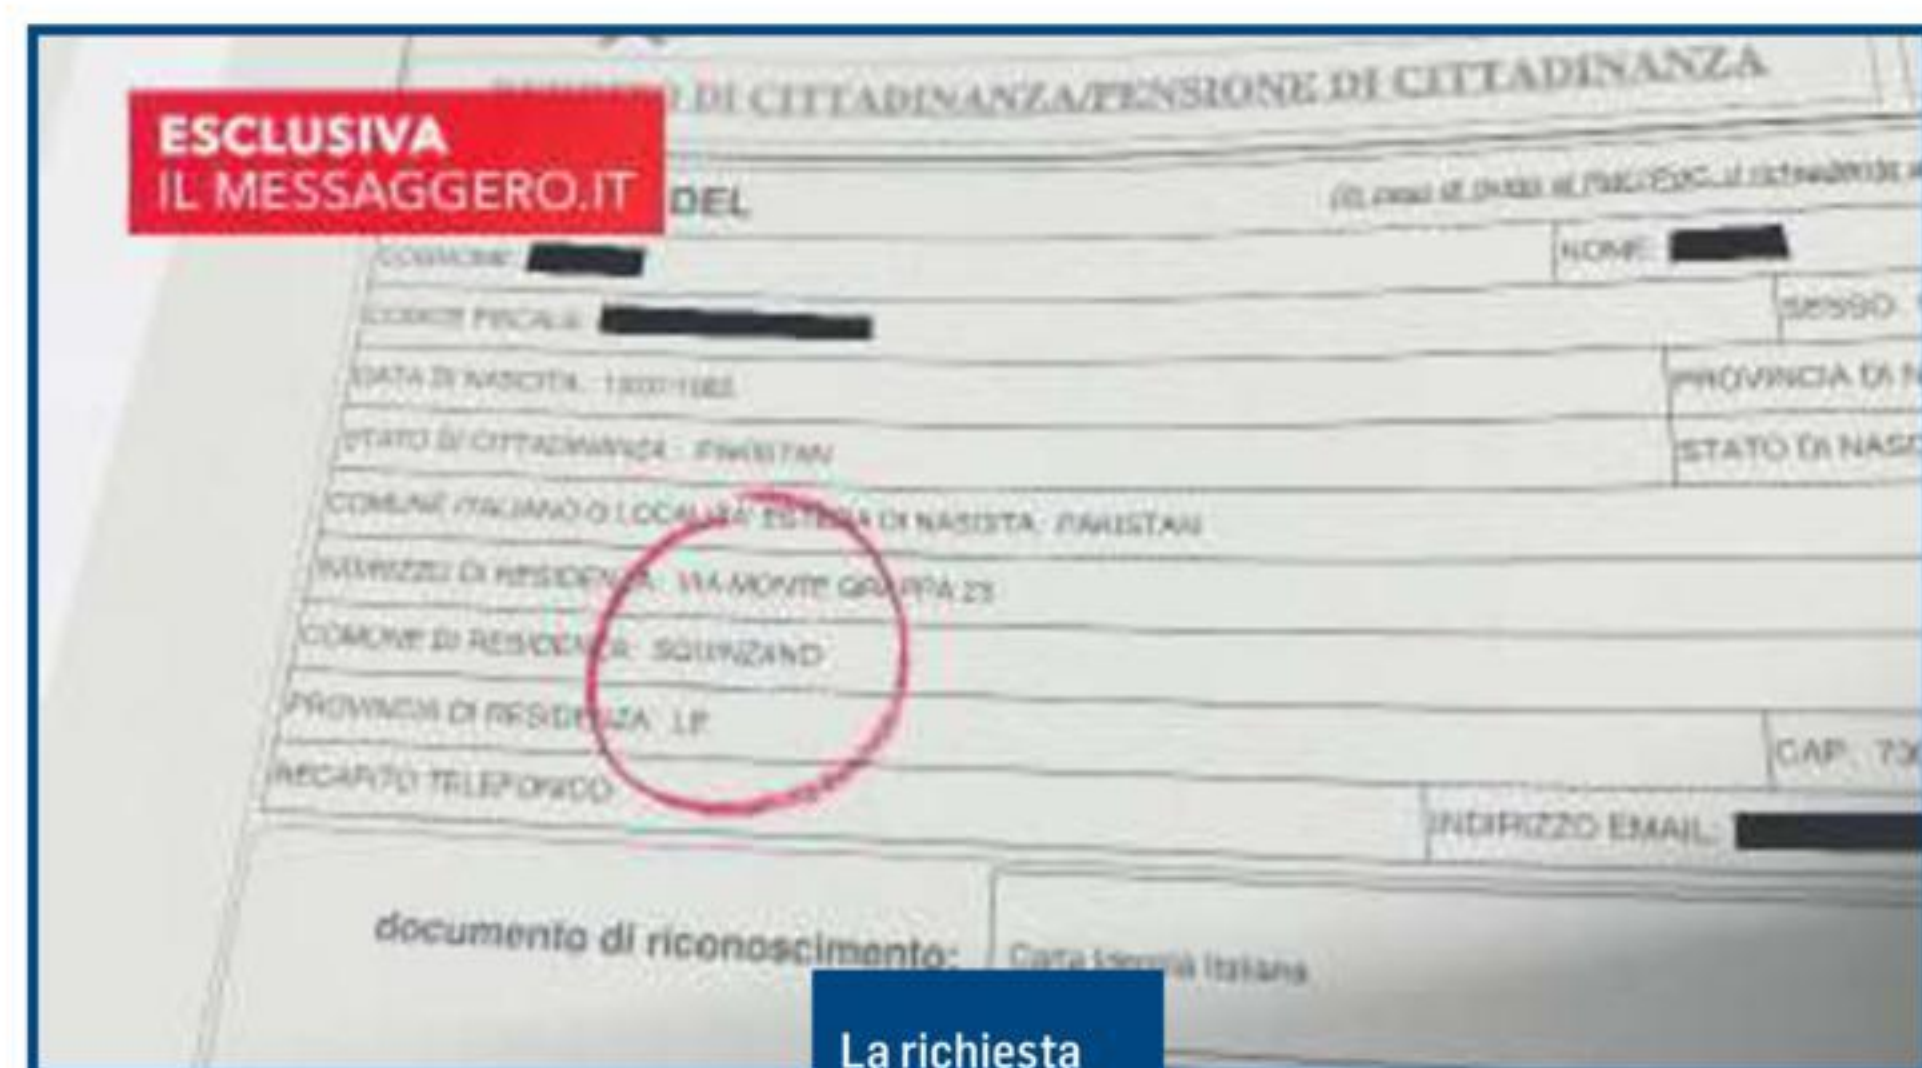 DI CITTADINANZA/PENSIONE DI CITTADINANZA
ESCLUSIVA
IL MESSAGGERO.IT
DEL
COGNOME:
NOME:
CODICE FISCALE:
SESSO:
DATA DI NASCITA:
PROVINCIA DI N
STATO DI CITTADINANZA: PAKISTAN
STATO DI NASC
COMUNE ITALIANO O LOCALITA' ESTERA DI NASCITA: PAKISTAN
INDIRIZZO DI RESIDENZA: VIA MONTE GRAPPA 23
COMUNE DI RESIDENZA: SQUINZANO
PROVINCIA DI RESIDENZA: LE
CAP: 73
RECAPITO TELEFONICO:
INDIRIZZO EMAIL:
documento di riconoscimento:
Carta Identità Italiana
La richiesta